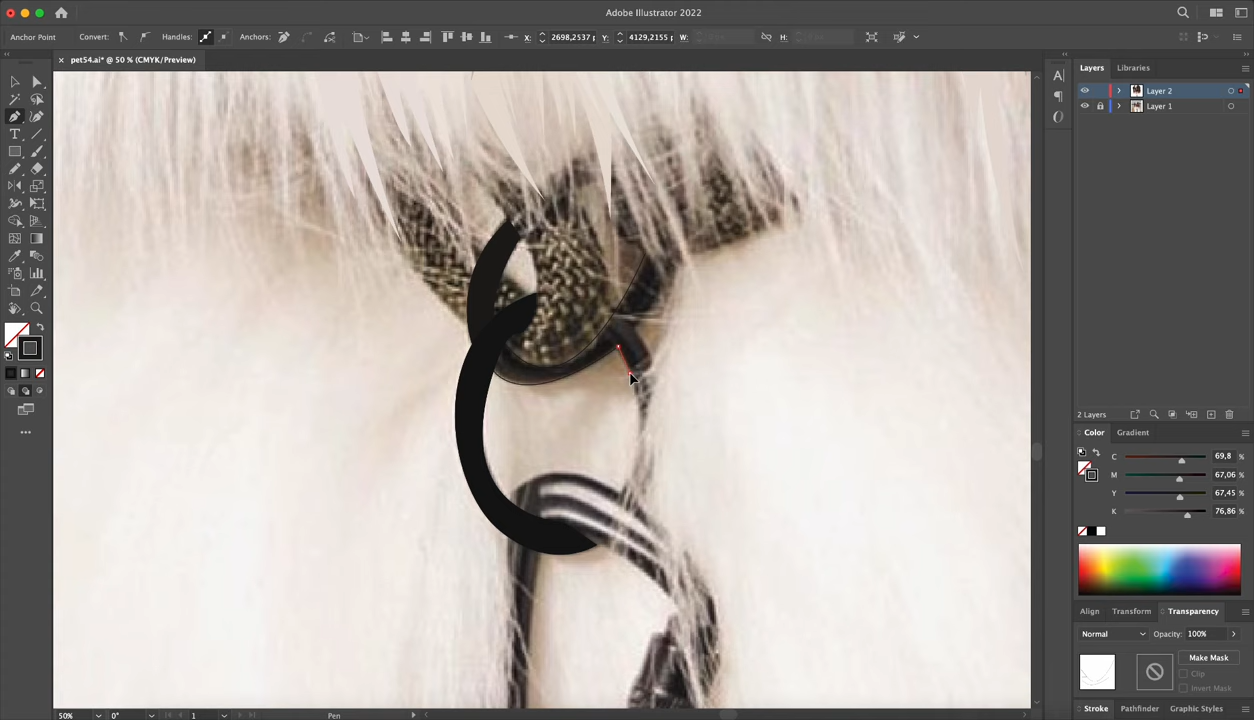 Adobe Illustrator 2022
Anchor Point
Convert:
Handles:
Anchors:
X:
2698,2537 p
Y:
4129,2155 p
W:
H:
pet54.ai* @ 50 % (CMYK/Preview)
Layers
Libraries
Layer 2
Layer 1
2 Layers
Color
Gradient
C
69,8
%
M
67,06
%
Y
67,45
%
K
76,86
%
Align
Transform
Transparency
Normal
Opacity:
100%
Make Mask
Clip
Invert Mask
Stroke
Pathfinder
Graphic Styles
50%
0°
1
Pen